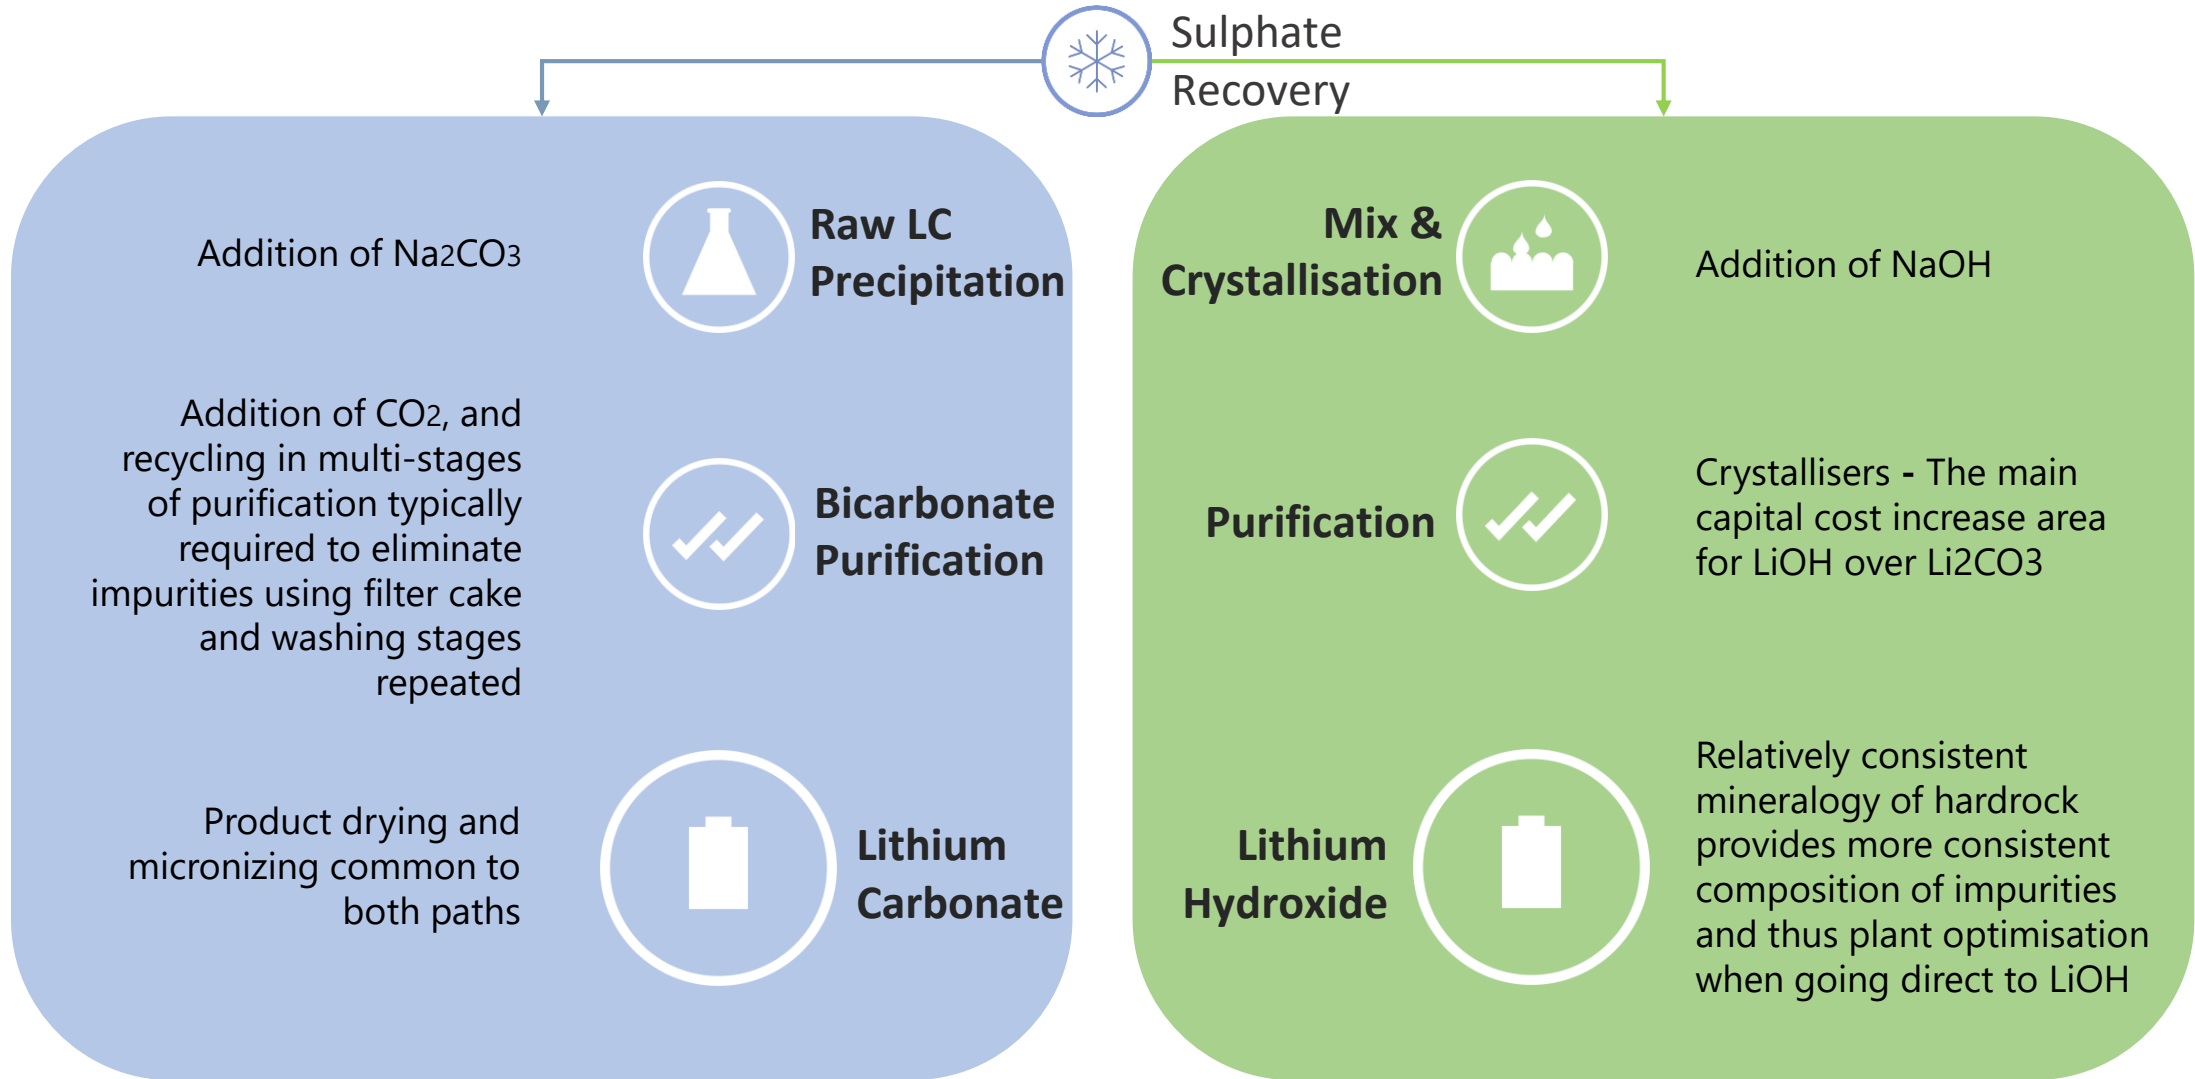 Sulphate
Recovery
Addition of Na2CO3
Raw LC
Precipitation
Addition of CO2, and
recycling in multi-stages
of purification typically
required to eliminate
impurities using filter cake
and washing stages
repeated
Bicarbonate
Purification
Product drying and
micronizing common to
both paths
Lithium
Carbonate
Mix &
Crystallisation
Addition of NaOH
Purification
Crystallisers - The main
capital cost increase area
for LiOH over Li2CO3
Lithium
Hydroxide
Relatively consistent
mineralogy of hardrock
provides more consistent
composition of impurities
and thus plant optimisation
when going direct to LiOH